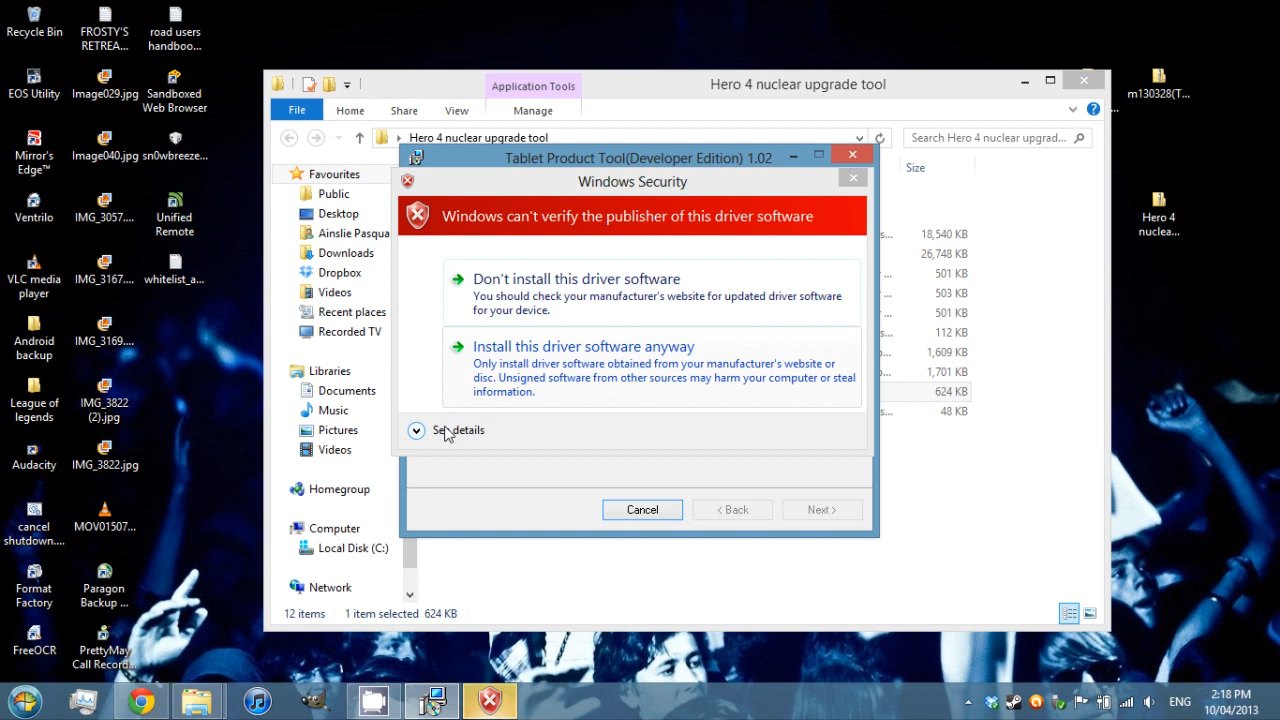 Recycle Bin
FROSTY'S
RETREA...
road users
handboo...
EOS Utility
Image029.jpg
Sandboxed
Web Browser
Mirror's
Edge™
Image040.jpg
sn0wbreeze...
Ventrilo
IMG_3057....
Unified
Remote
VLC media
player
IMG_3167....
whitelist_a...
Android
backup
IMG_3169....
League of
legends
IMG_3822
(2).jpg
Audacity
IMG_3822.jpg
cancel
shutdown....
MOV01507...
Format
Factory
Paragon
Backup ...
FreeOCR
PrettyMay
Call Record...
Application Tools
Hero 4 nuclear upgrade tool
File
Home
Share
View
Manage
Hero 4 nuclear upgrade tool
Search Hero 4 nuclear upgrad...
Favourites
Public
Desktop
Ainslie Pasqua
Downloads
Dropbox
Videos
Recent places
Recorded TV
Libraries
Documents
Music
Pictures
Videos
Homegroup
Computer
Local Disk (C:)
Network
12 items
1 item selected 624 KB
Size
18,540 KB
26,748 KB
501 KB
503 KB
501 KB
112 KB
1,609 KB
1,701 KB
624 KB
48 KB
Tablet Product Tool(Developer Edition) 1.02
Windows Security
Windows can't verify the publisher of this driver software
Don't install this driver software
You should check your manufacturer's website for updated driver software
for your device.
Install this driver software anyway
Only install driver software obtained from your manufacturer's website or
disc. Unsigned software from other sources may harm your computer or steal
information.
See details
Cancel
< Back
Next >
m130328(T...
Hero 4
nuclea...
ENG
2:18 PM
10/04/2013